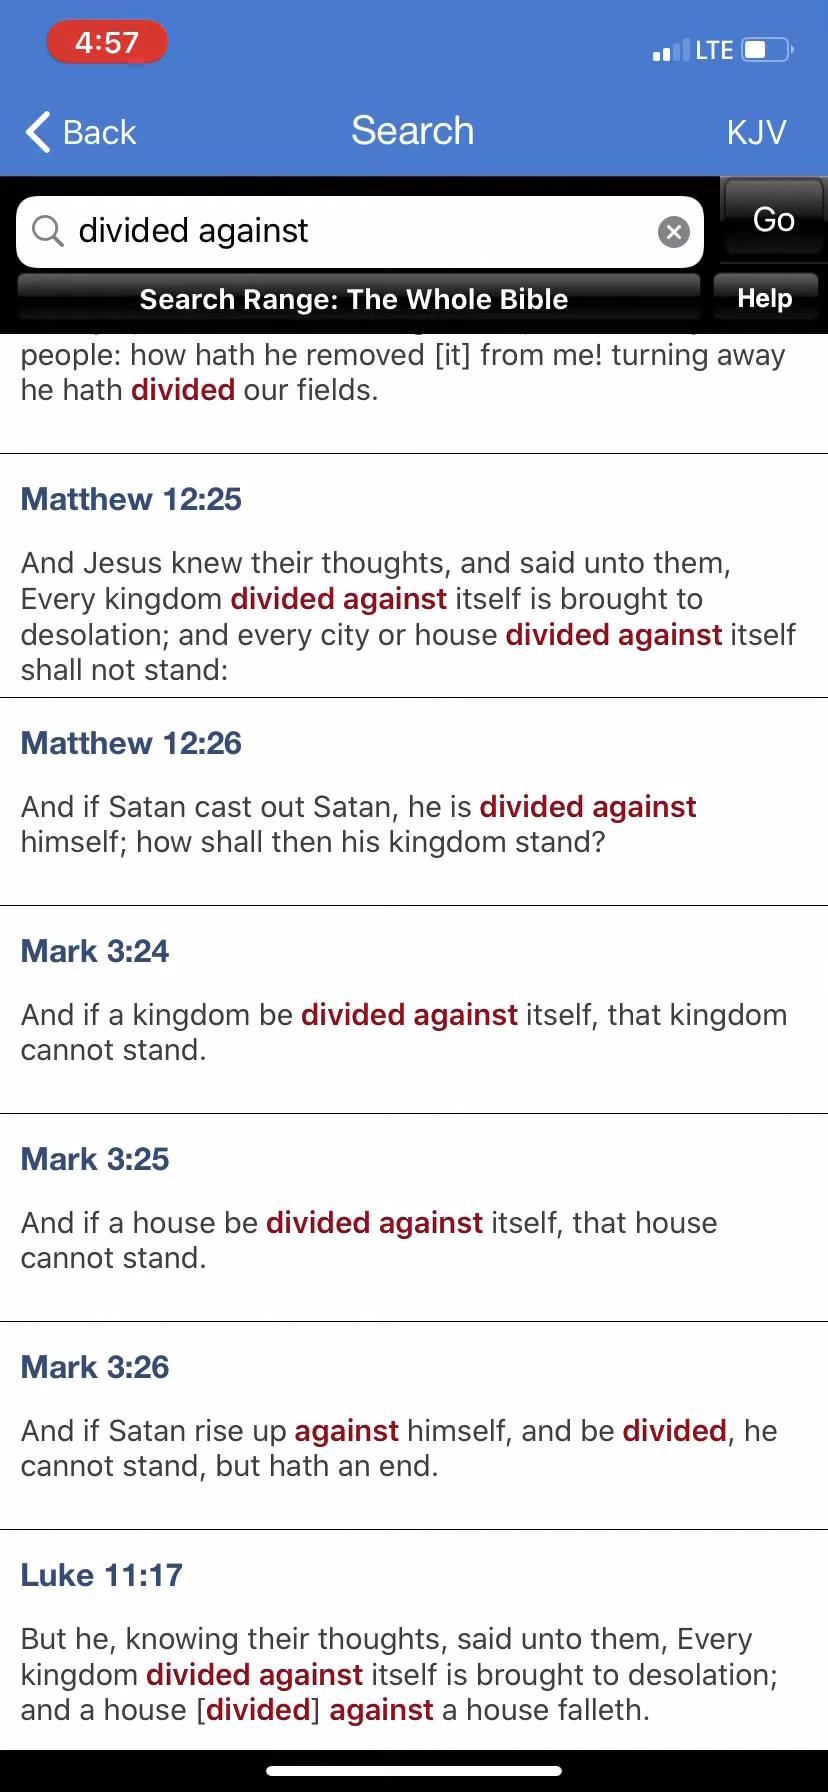 4:57
LTE
Back
Search
KJV
divided against
Go
Search Range: The Whole Bible
Help
people: how hath he removed [it] from me! turning away
he hath divided our fields.
Matthew 12:25
And Jesus knew their thoughts, and said unto them,
Every kingdom divided against itself is brought to
desolation; and every city or house divided against itself
shall not stand:
Matthew 12:26
And if Satan cast out Satan, he is divided against
himself; how shall then his kingdom stand?
Mark 3:24
And if a kingdom be divided against itself, that kingdom
cannot stand.
Mark 3:25
And if a house be divided against itself, that house
cannot stand.
Mark 3:26
And if Satan rise up against himself, and be divided, he
cannot stand, but hath an end.
Luke 11:17
But he, knowing their thoughts, said unto them, Every
kingdom divided against itself is brought to desolation;
and a house [divided] against a house falleth.